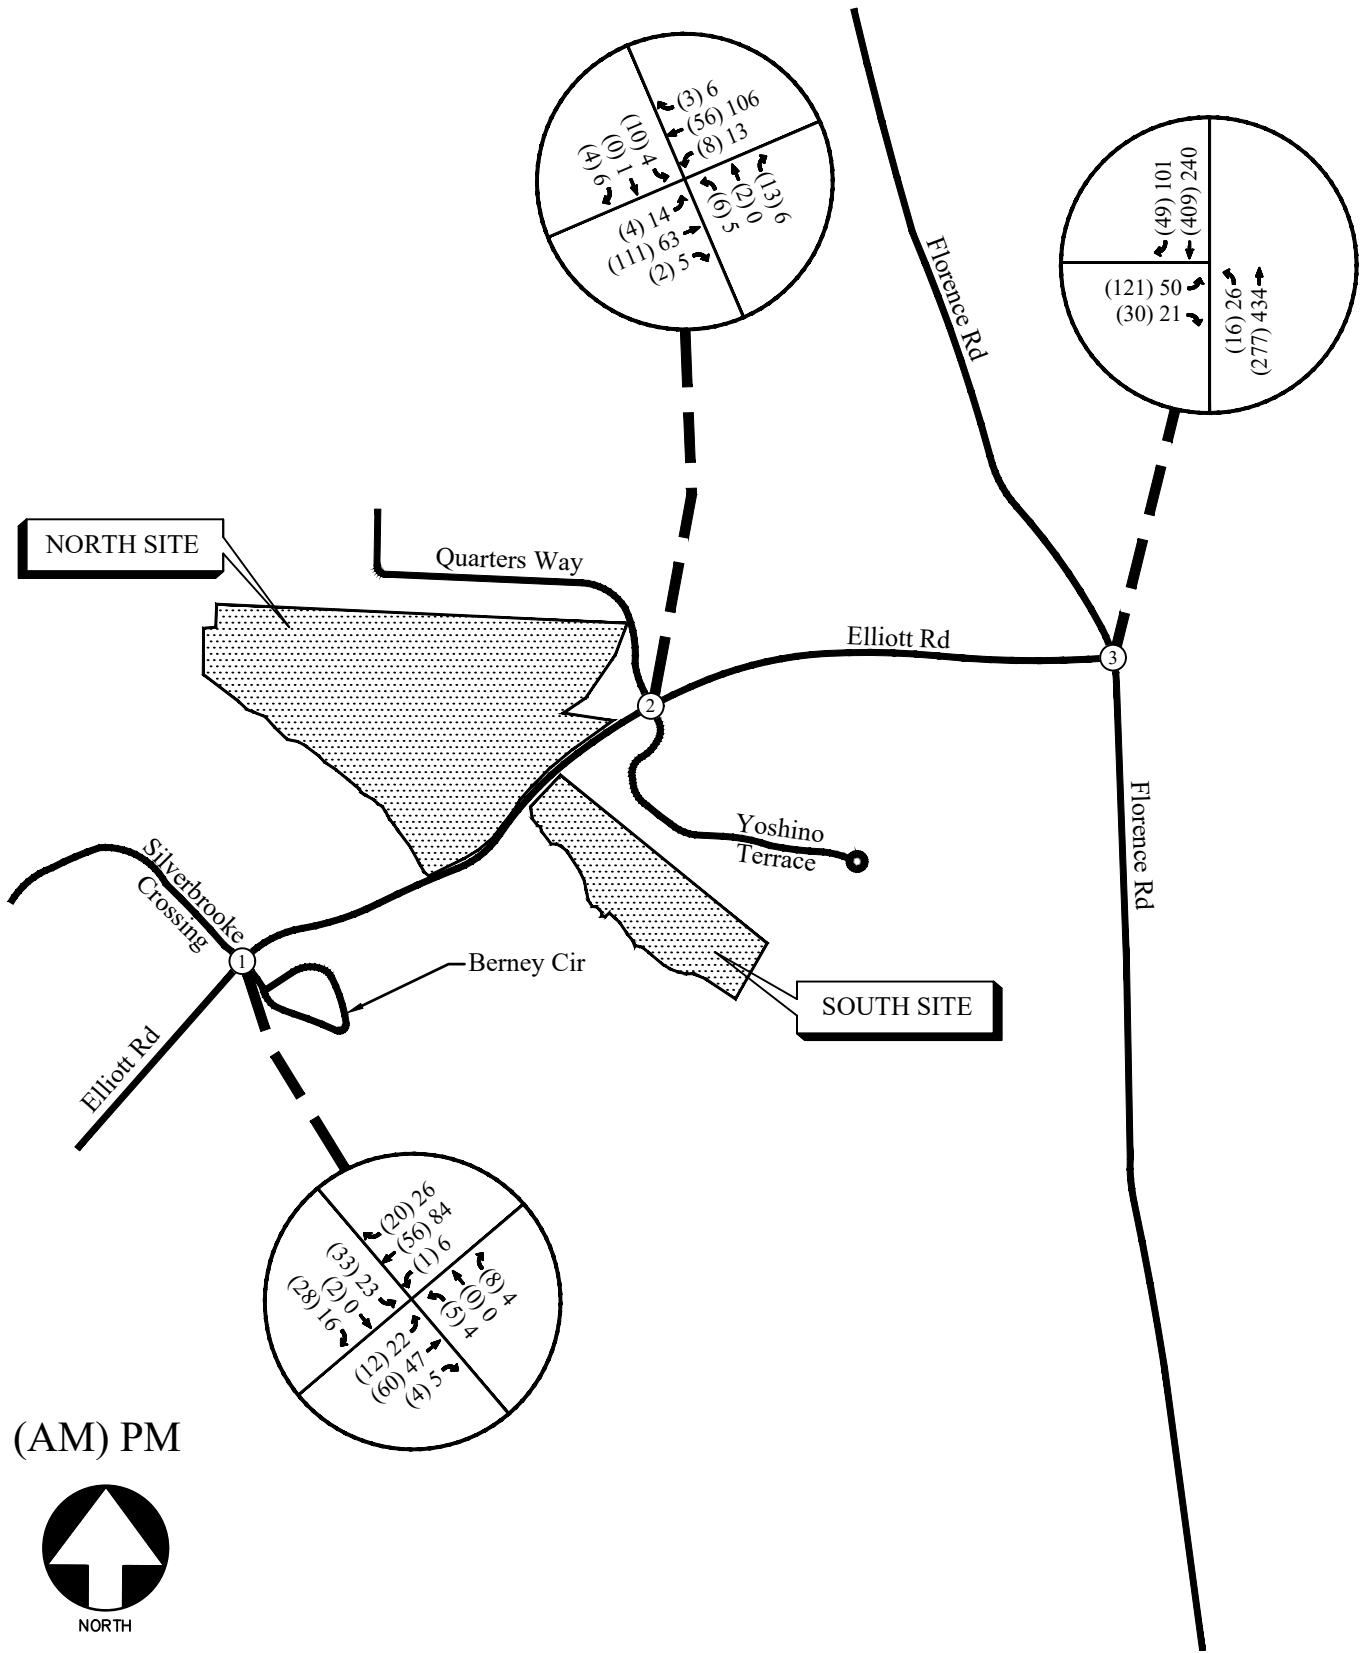 (3) 6
(56) 106
(8) 13
(10) 4
(0) 1
(4) 6
(4) 14
(111) 63
(2) 5
(13) 6
(2) 0
(6) 5
(49) 101
(409) 240
(121) 50
(30) 21
(16) 26
(277) 434
Florence Rd
NORTH SITE
Quarters Way
Elliott Rd
3
2
Yoshino
Terrace
Florence Rd
Silverbrooke
Crossing
1
Berney Cir
SOUTH SITE
Elliott Rd
(20) 26
(56) 84
(1) 6
(33) 23
(2) 0
(28) 16
(8) 4
(0) 0
(5) 4
(12) 22
(60) 47
(4) 5
(AM) PM
NORTH